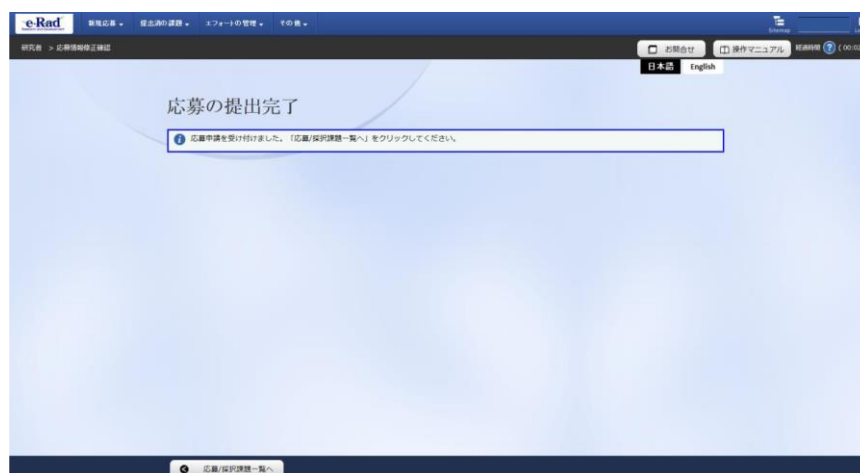 e-Rad 新規応募 提出済の課題 エフォートの管理 その他
Sitemap
研究者 > 応募情報修正確認 お問合せ 操作マニュアル 経過時間 ? ( 00:02
日本語 English
応募の提出完了
応募申請を受け付けました。「応募/採択課題一覧へ」をクリックしてください。
応募/採択課題一覧へ